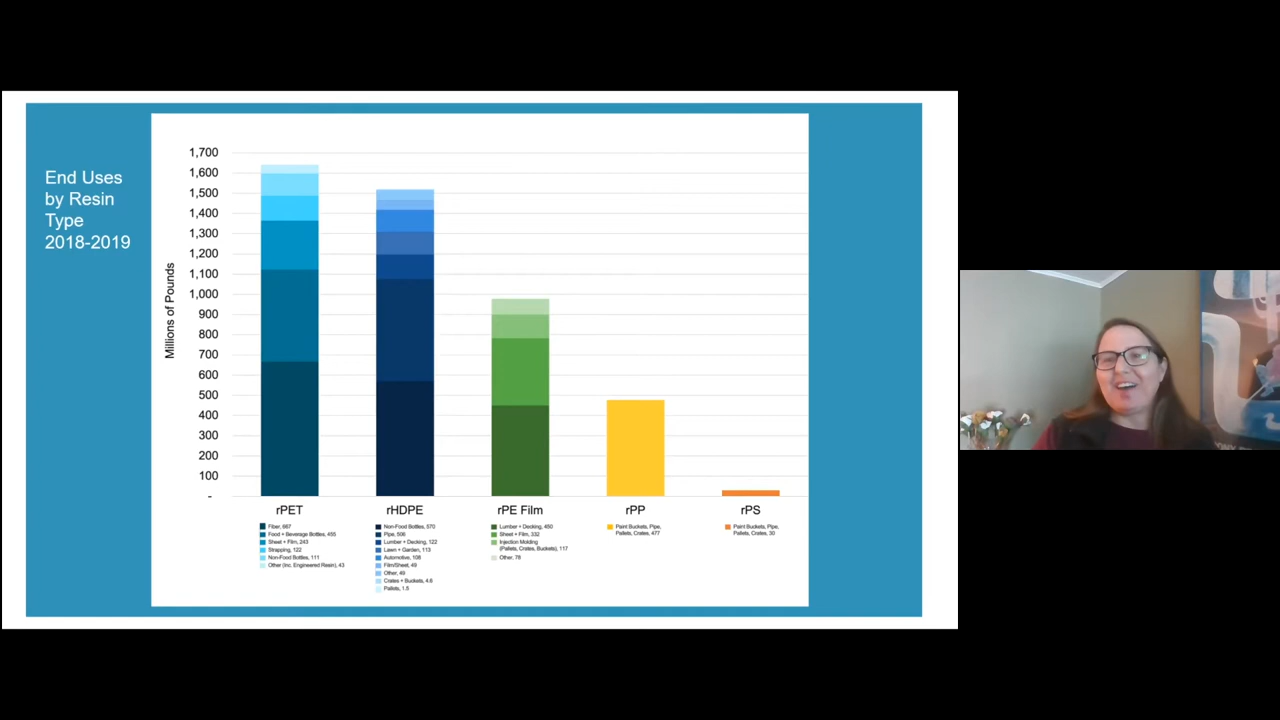 End Uses
by Resin
Type
2018-2019
Millions of Pounds
1,700
1,600
1,500
1,400
1,300
1,200
1,100
1,000
900
800
700
600
500
400
300
200
100
-
rPET
Fiber, 667
Food + Beverage Bottles, 455
Sheet + Film, 243
Strapping, 122
Non-Food Bottles, 111
Other (Inc. Engineered Resin), 43
rHDPE
Non-Food Bottles, 570
Pipe, 506
Lumber + Decking, 122
Lawn + Garden, 113
Automotive, 108
Film/Sheet, 49
Other, 49
Crates + Buckets, 4.6
Pallets, 1.5
rPE Film
Lumber + Decking, 450
Sheet + Film, 332
Injection Molding
(Pallets, Crates, Buckets), 117
Other, 78
rPP
Paint Buckets, Pipe,
Pallets, Crates, 477
rPS
Paint Buckets, Pipe,
Pallets, Crates, 30